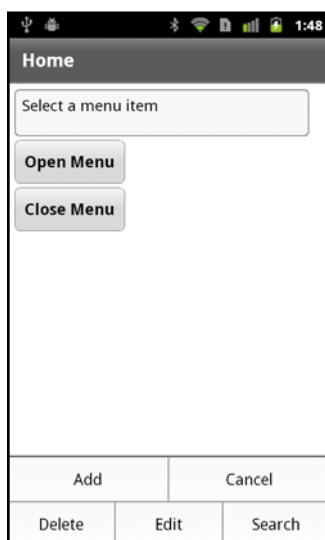 1:48
Home
Select a menu item
Open Menu
Close Menu
Add Cancel
Delete Edit Search